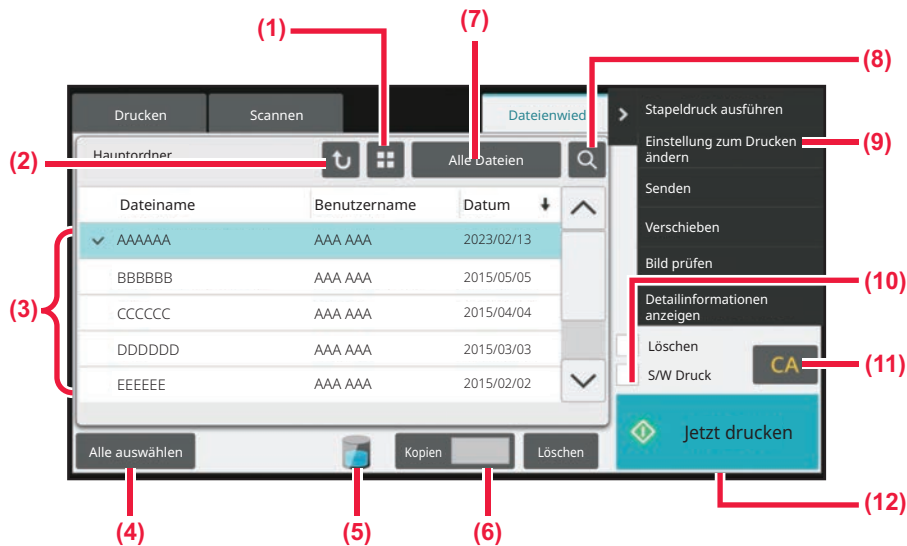 (1)
(7)
(8)
Drucken
Scannen
Dateienwied
Stapeldruck ausführen
Einstellung zum Drucken
ändern
(9)
Hauptordner
Alle Dateien
(2)
Senden
Dateiname
Benutzername
Datum
Verschieben
AAAAAA
AAA AAA
2023/02/13
Bild prüfen
BBBBBB
AAA AAA
2015/05/05
(10)
(3)
CCCCCC
AAA AAA
2015/04/04
Detailinformationen
anzeigen
DDDDDD
AAA AAA
2015/03/03
Löschen
EEEEEE
AAA AAA
2015/02/02
S/W Druck
CA
(11)
Jetzt drucken
Alle auswählen
Kopien
Löschen
(12)
(4)
(5)
(6)